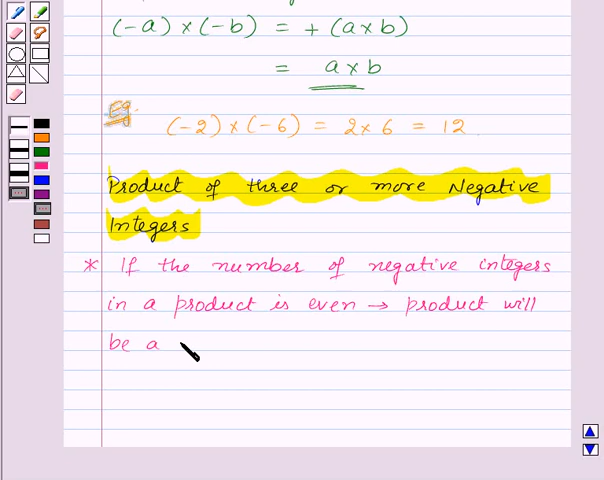 (-a) × (-b) = + (a×b)
= a×b
Eg.
(-2) × (-6) = 2×6 = 12
Product of three or more Negative
Integers
* If the number of negative integers
in a product is even → product will
be a